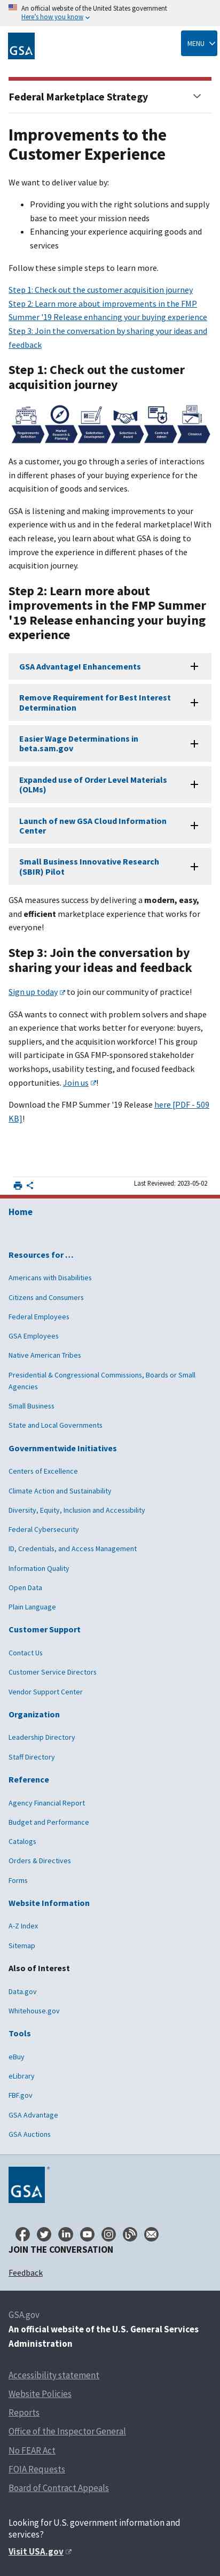 An official website of the United States government
Here's how you know
GSA
MENU
Federal Marketplace Strategy
Improvements to the
Customer Experience
We want to deliver value by:
Providing you with the right solutions and supply
base to meet your mission needs
Enhancing your experience purchasing goods and
services
Follow these simple steps to learn more.
Step 1: Check out the customer acquisition journey
Step 2: Learn more about improvements in the FMP
Summer '19 Release enhancing your buying experience
Step 3: Join the conversation by sharing your ideas and
feedback
Step 1: Check out the customer
acquisition journey
Requirements
Definition
Market
Research &
Planning
Solicitation
Development
Selection &
Award
Contract
Admin
Closeout
As a customer, you go through a series of interactions
in different phases of your buying experience for the
acquisition of goods and services.
GSA is listening and making improvements to your
experience with us and in the federal marketplace! With
each release, you can learn about what GSA is doing to
enhance the experience in different phases of the
acquisition journey.
Step 2: Learn more about
improvements in the FMP Summer
'19 Release enhancing your buying
experience
GSA Advantage! Enhancements
Remove Requirement for Best Interest
Determination
Easier Wage Determinations in
beta.sam.gov
Expanded use of Order Level Materials
(OLMs)
Launch of new GSA Cloud Information
Center
Small Business Innovative Research
(SBIR) Pilot
GSA measures success by delivering a modern, easy,
and efficient marketplace experience that works for
everyone!
Step 3: Join the conversation by
sharing your ideas and feedback
Sign up today to join our community of practice!
GSA wants to connect with problem solvers and shape
an experience that works better for everyone: buyers,
suppliers, and the acquisition workforce! This group
will participate in GSA FMP-sponsored stakeholder
workshops, usability testing, and focused feedback
opportunities. Join us!
Download the FMP Summer '19 Release here [PDF - 509
KB]!
Last Reviewed: 2023-05-02
Home
Resources for …
Americans with Disabilities
Citizens and Consumers
Federal Employees
GSA Employees
Native American Tribes
Presidential & Congressional Commissions, Boards or Small
Agencies
Small Business
State and Local Governments
Governmentwide Initiatives
Centers of Excellence
Climate Action and Sustainability
Diversity, Equity, Inclusion and Accessibility
Federal Cybersecurity
ID, Credentials, and Access Management
Information Quality
Open Data
Plain Language
Customer Support
Contact Us
Customer Service Directors
Vendor Support Center
Organization
Leadership Directory
Staff Directory
Reference
Agency Financial Report
Budget and Performance
Catalogs
Orders & Directives
Forms
Website Information
A-Z Index
Sitemap
Also of Interest
Data.gov
Whitehouse.gov
Tools
eBuy
eLibrary
FBF.gov
GSA Advantage
GSA Auctions
GSA
JOIN THE CONVERSATION
Feedback
GSA.gov
An official website of the U.S. General Services
Administration
Accessibility statement
Website Policies
Reports
Office of the Inspector General
No FEAR Act
FOIA Requests
Board of Contract Appeals
Looking for U.S. government information and
services?
Visit USA.gov